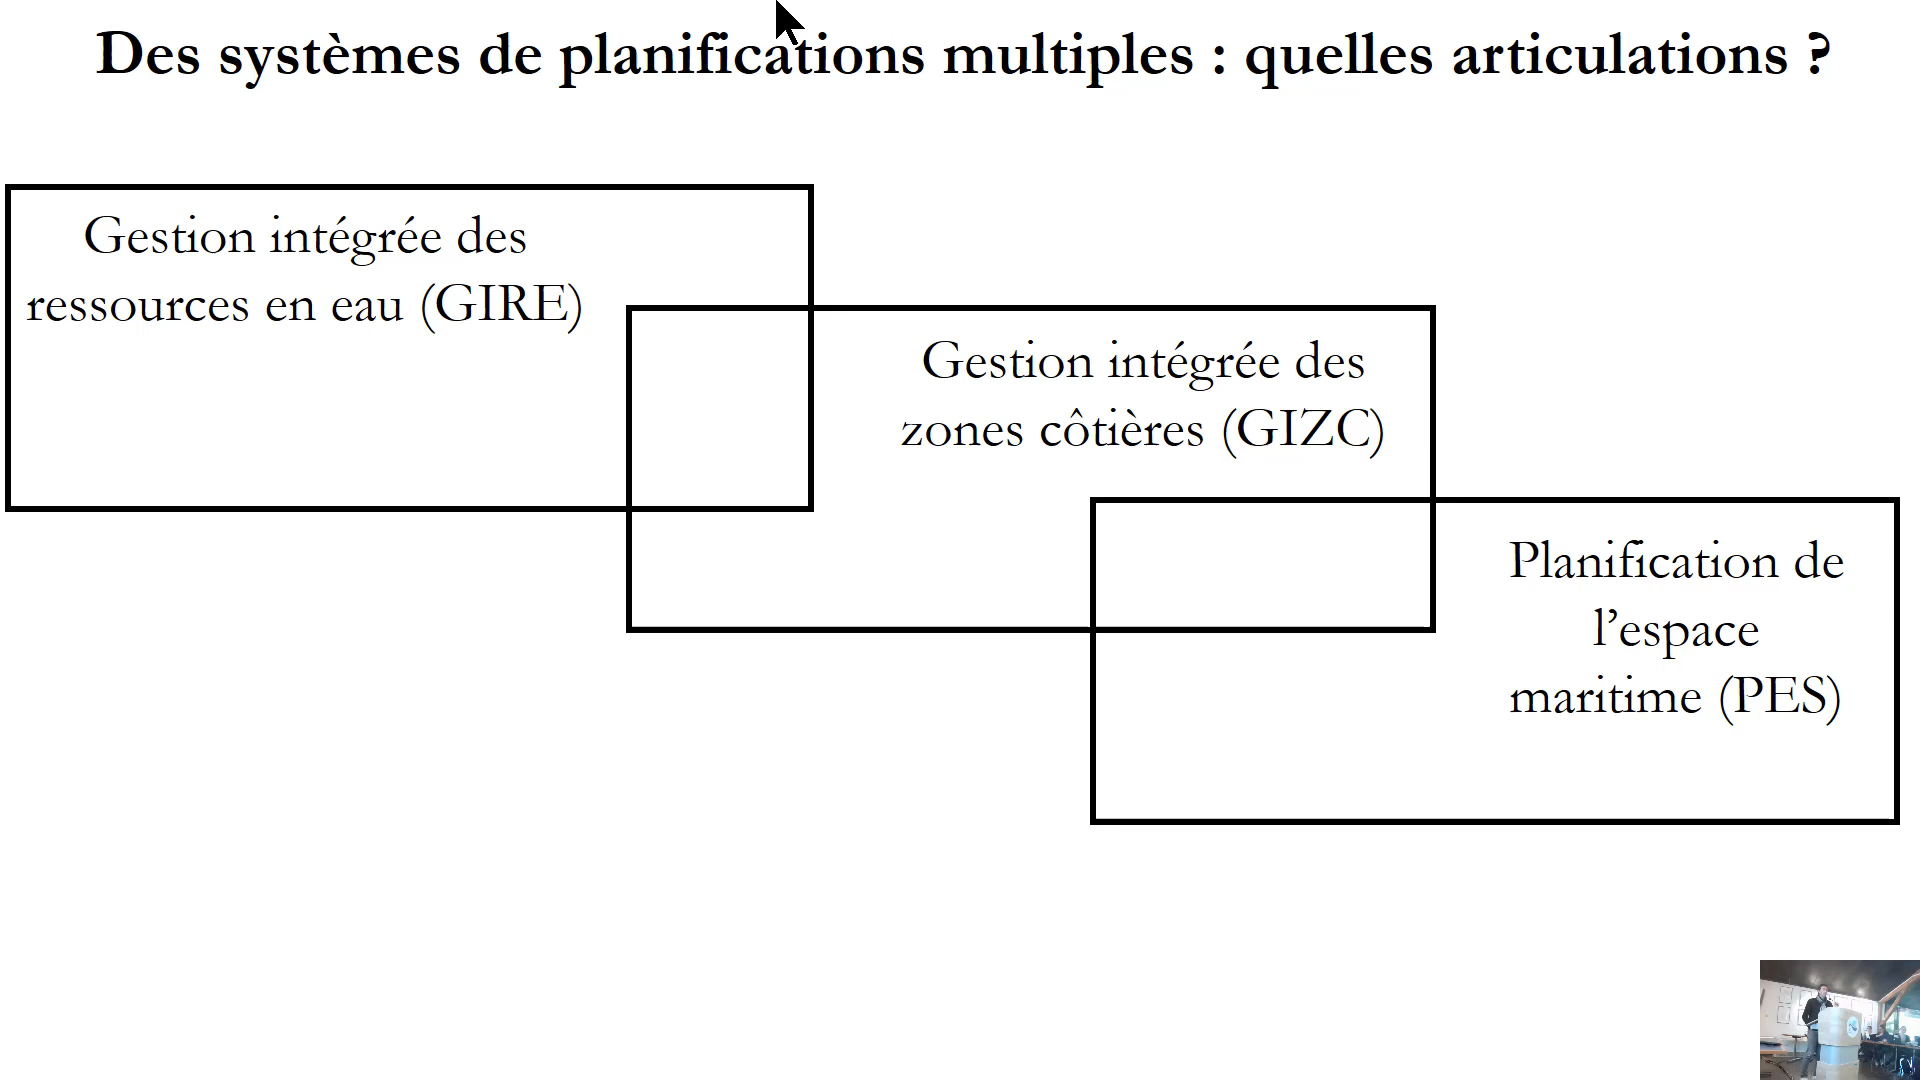 Des systèmes de planifications multiples : quelles articulations ?
Gestion intégrée des
ressources en eau (GIRE)
Gestion intégrée des
zones côtières (GIZC)
Planification de
l’espace
maritime (PES)